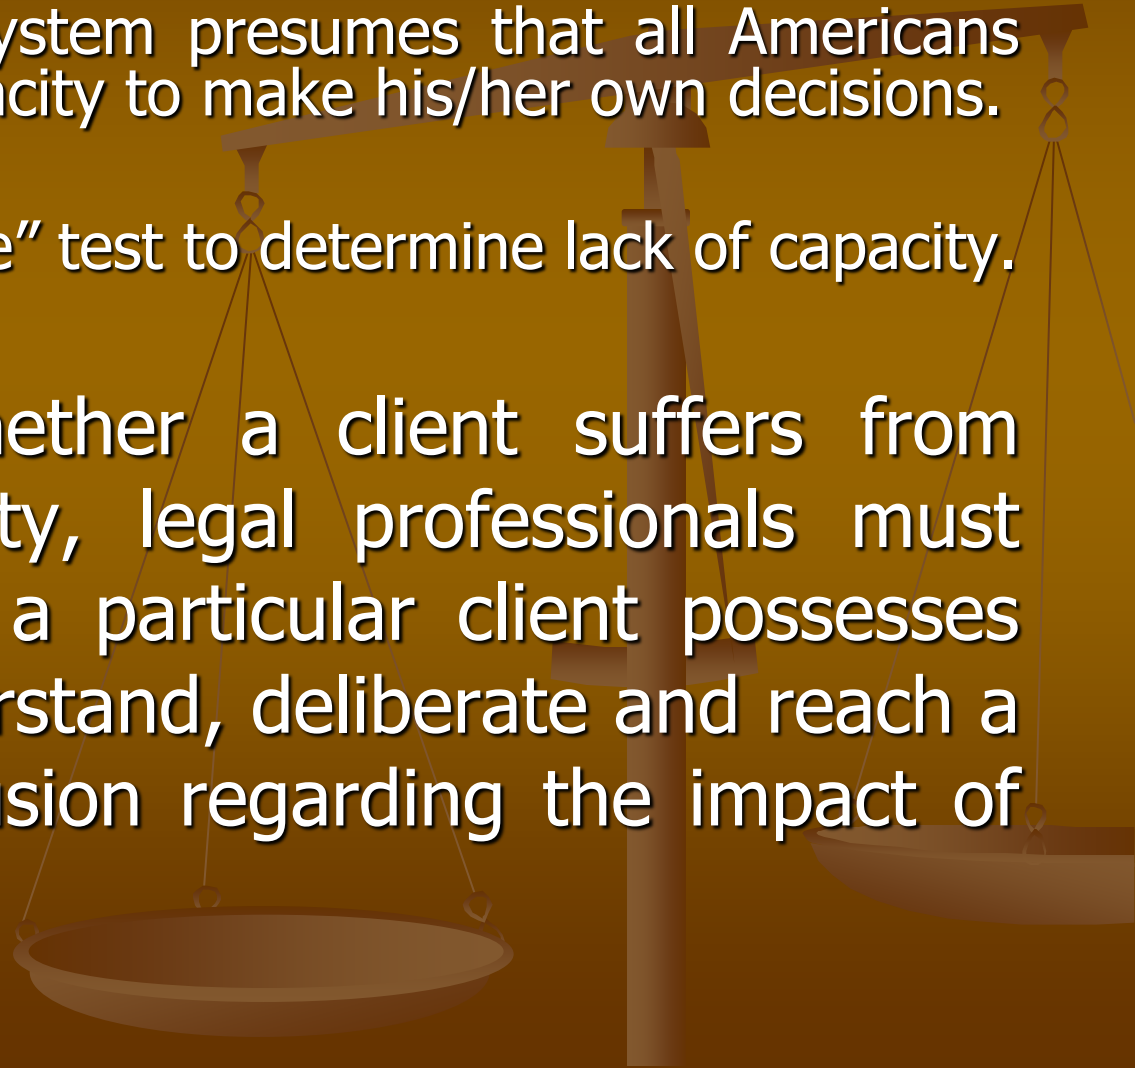 ystem presumes that all Americans
acity to make his/her own decisions.
e” test to determine lack of capacity.
hether a client suffers from
ty, legal professionals must
a particular client possesses
rstand, deliberate and reach a
usion regarding the impact of